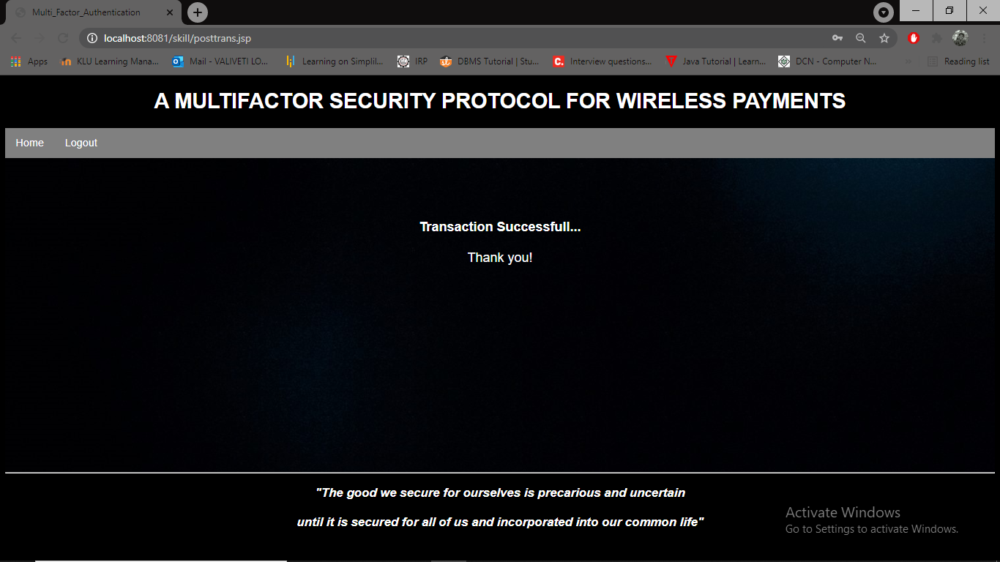 Multi_Factor_Authentication
localhost:8081/skill/posttrans.jsp
Apps KLU Learning Mana... Mail - VALIVETI LO... Learning on Simplil... IRP DBMS Tutorial | Stu... Interview questions... Java Tutorial | Learn... DCN - Computer N... » Reading list
A MULTIFACTOR SECURITY PROTOCOL FOR WIRELESS PAYMENTS
Home Logout
Transaction Successfull...
Thank you!
"The good we secure for ourselves is precarious and uncertain
until it is secured for all of us and incorporated into our common life"
Activate Windows
Go to Settings to activate Windows.